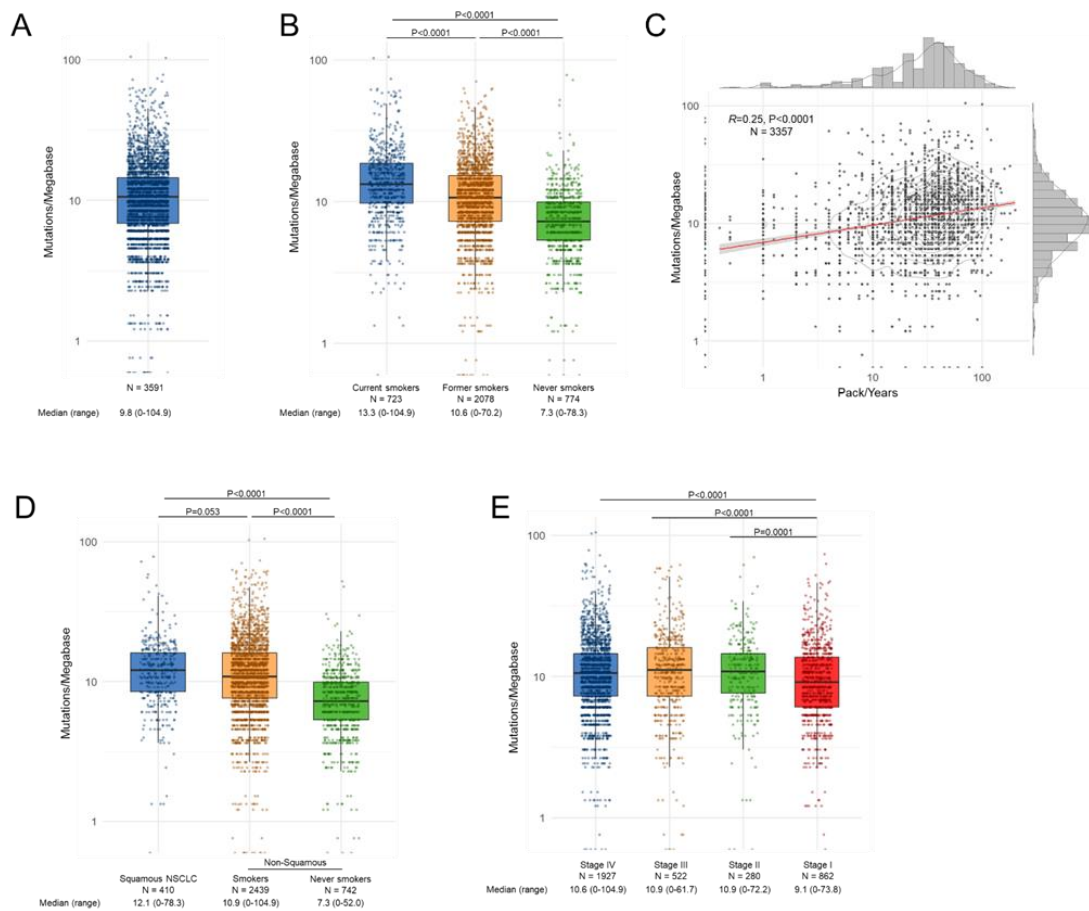 A
Mutations/Megabase
100
10
1
N = 3591
Median (range) 9.8 (0-104.9)
B
P<0.0001
P<0.0001 P<0.0001
Mutations/Megabase
100
10
1
Current smokers Former smokers Never smokers
N = 723 N = 2078 N = 774
Median (range) 13.3 (0-104.9) 10.6 (0-70.2) 7.3 (0-78.3)
C
R=0.25, P<0.0001
N = 3357
Mutations/Megabase
100
10
1
1 10 100
Pack/Years
D
P<0.0001
P=0.053 P<0.0001
Mutations/Megabase
100
10
1
Non-Squamous
Squamous NSCLC Smokers Never smokers
N = 410 N = 2439 N = 742
Median (range) 12.1 (0-78.3) 10.9 (0-104.9) 7.3 (0-52.0)
E
P<0.0001
P<0.0001
P=0.0001
Mutations/Megabase
100
10
1
Stage IV Stage III Stage II Stage I
N = 1927 N = 522 N = 280 N = 862
Median (range) 10.6 (0-104.9) 10.9 (0-61.7) 10.9 (0-72.2) 9.1 (0-73.8)